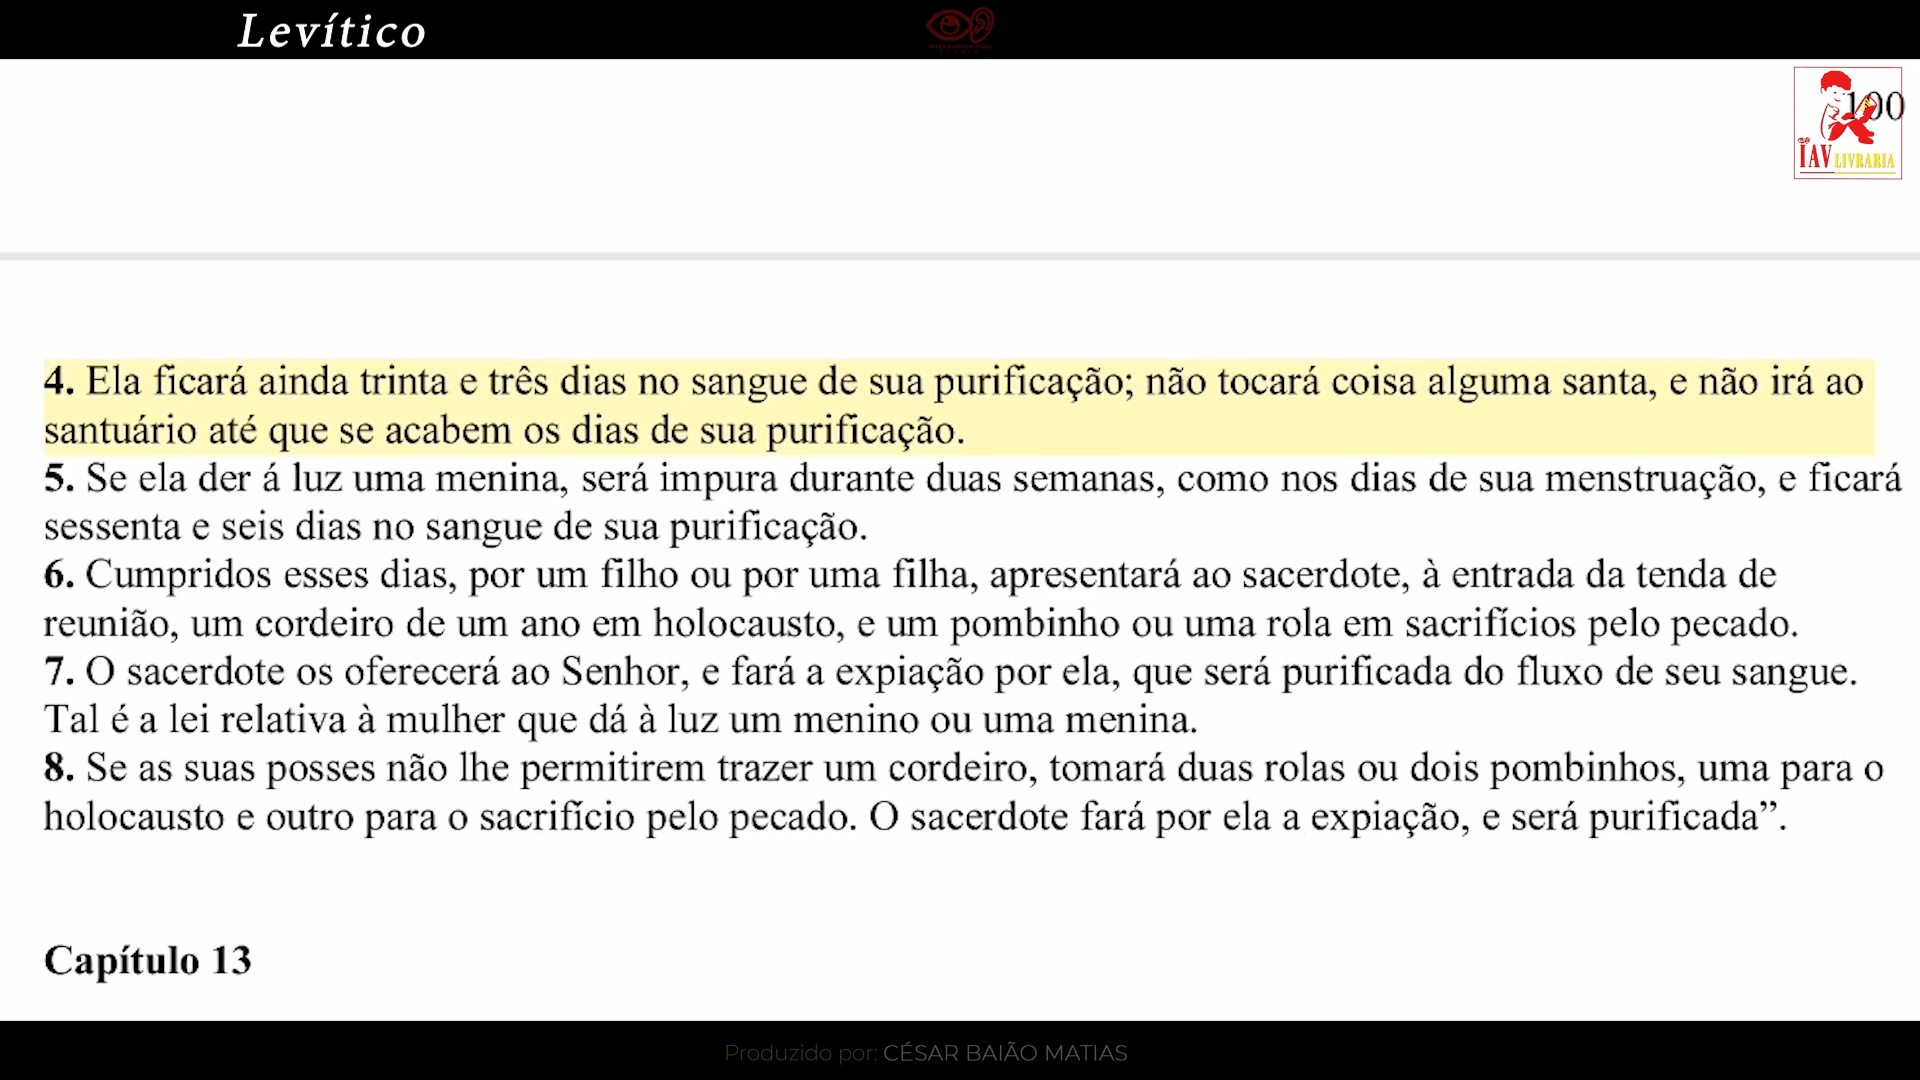 Levítico
100
IAV LIVRARIA
4. Ela ficará ainda trinta e três dias no sangue de sua purificação; não tocará coisa alguma santa, e não irá ao
santuário até que se acabem os dias de sua purificação.
5. Se ela der á luz uma menina, será impura durante duas semanas, como nos dias de sua menstruação, e ficará
sessenta e seis dias no sangue de sua purificação.
6. Cumpridos esses dias, por um filho ou por uma filha, apresentará ao sacerdote, à entrada da tenda de
reunião, um cordeiro de um ano em holocausto, e um pombinho ou uma rola em sacrifícios pelo pecado.
7. O sacerdote os oferecerá ao Senhor, e fará a expiação por ela, que será purificada do fluxo de seu sangue.
Tal é a lei relativa à mulher que dá à luz um menino ou uma menina.
8. Se as suas posses não lhe permitirem trazer um cordeiro, tomará duas rolas ou dois pombinhos, uma para o
holocausto e outro para o sacrifício pelo pecado. O sacerdote fará por ela a expiação, e será purificada”.
Capítulo 13
Produzido por: CÉSAR BAIÃO MATIAS